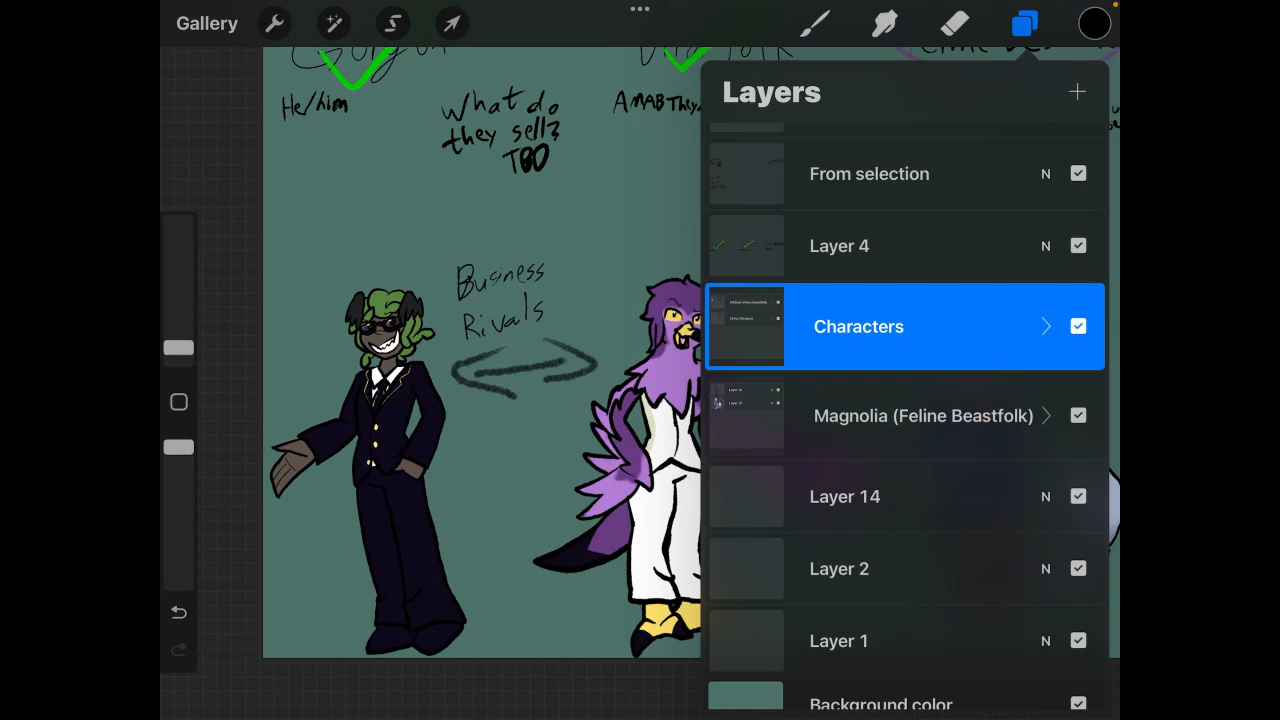 Gallery
He/him
What do
they sell?
TBD
AMAB They
Business
Rivals
Layers
From selection
N
Layer 4
N
Characters
Magnolia (Feline Beastfolk)
Layer 14
N
Layer 2
N
Layer 1
N
Background color